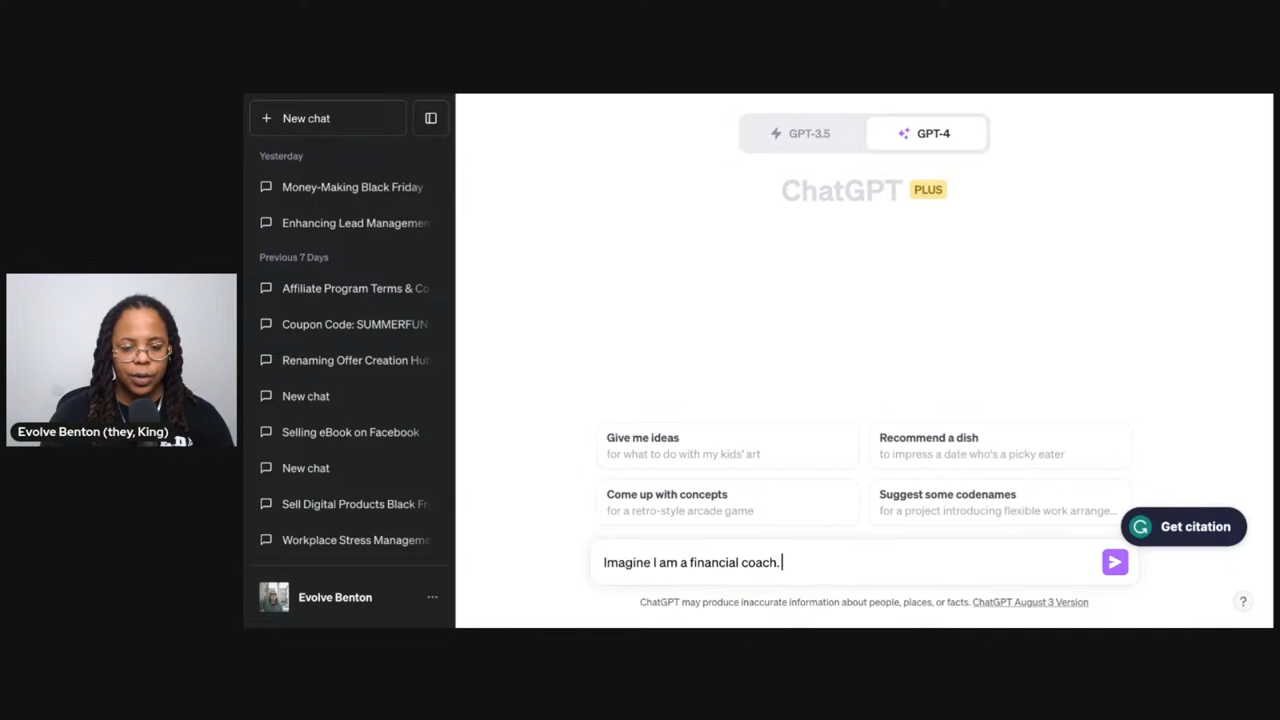 New chat
Yesterday
Money-Making Black Friday
Enhancing Lead Managemen
Previous 7 Days
Affiliate Program Terms & Co
Coupon Code: SUMMERFUN
Renaming Offer Creation Hu
New chat
Selling eBook on Facebook
New chat
Sell Digital Products Black Fr
Workplace Stress Manageme
Evolve Benton
Evolve Benton (they, King)
GPT-3.5
GPT-4
ChatGPT PLUS
Give me ideas
for what to do with my kids' art
Recommend a dish
to impress a date who's a picky eater
Come up with concepts
for a retro-style arcade game
Suggest some codenames
for a project introducing flexible work arrange...
Get citation
Imagine I am a financial coach.
ChatGPT may produce inaccurate information about people, places, or facts. ChatGPT August 3 Version
?